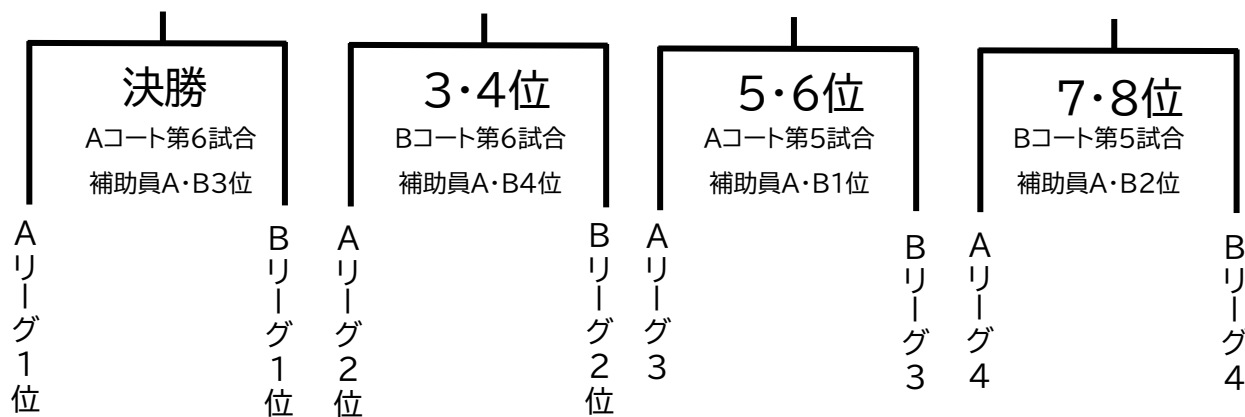 決勝
Aコート第6試合
補助員A・B3位
Aリーグ1位
Bリーグ1位
3・4位
Bコート第6試合
補助員A・B4位
Aリーグ2位
Bリーグ2位
5・6位
Aコート第5試合
補助員A・B1位
Aリーグ3
Bリーグ3
7・8位
Bコート第5試合
補助員A・B2位
Aリーグ4
Bリーグ4